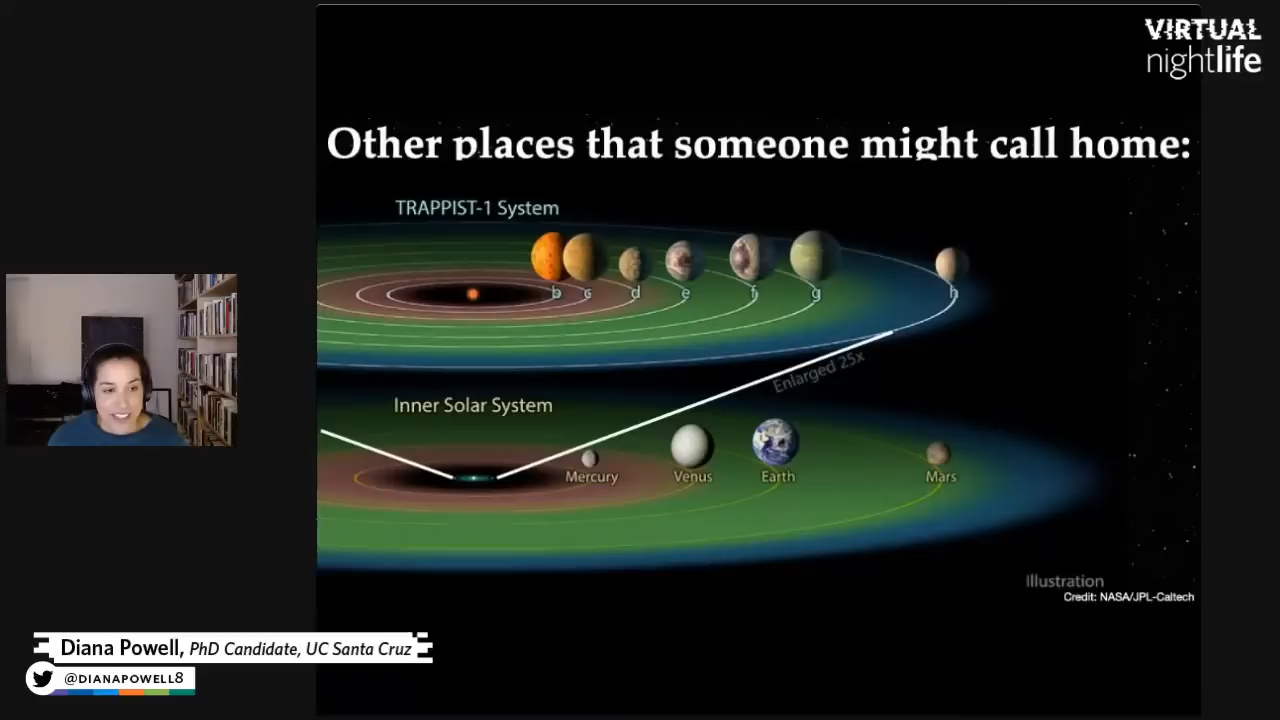 VIRTUAL
nightlife
Other places that someone might call home:
TRAPPIST-1 System
b c d e f g h
Enlarged 25x
Inner Solar System
Mercury Venus Earth Mars
Illustration
Credit: NASA/JPL-Caltech
Diana Powell, PhD Candidate, UC Santa Cruz
@DIANAPOWELL8